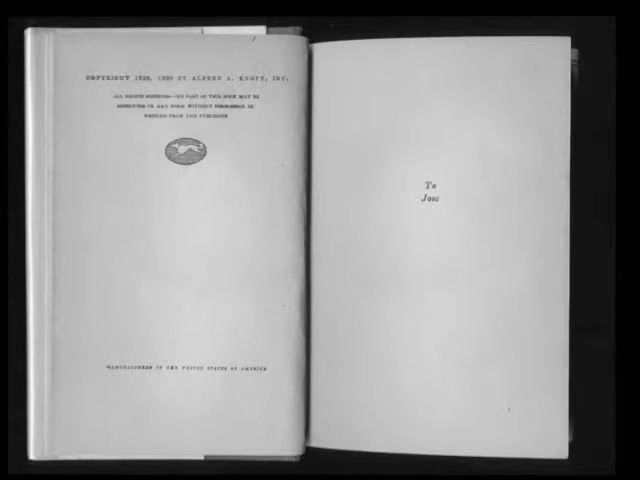 COPYRIGHT 1929, 1930 BY ALFRED A. KNOPF, INC.
ALL RIGHTS RESERVED—NO PART OF THIS BOOK MAY BE
REPRINTED IN ANY FORM WITHOUT PERMISSION IN
WRITING FROM THE PUBLISHER
MANUFACTURED IN THE UNITED STATES OF AMERICA
To
Jose